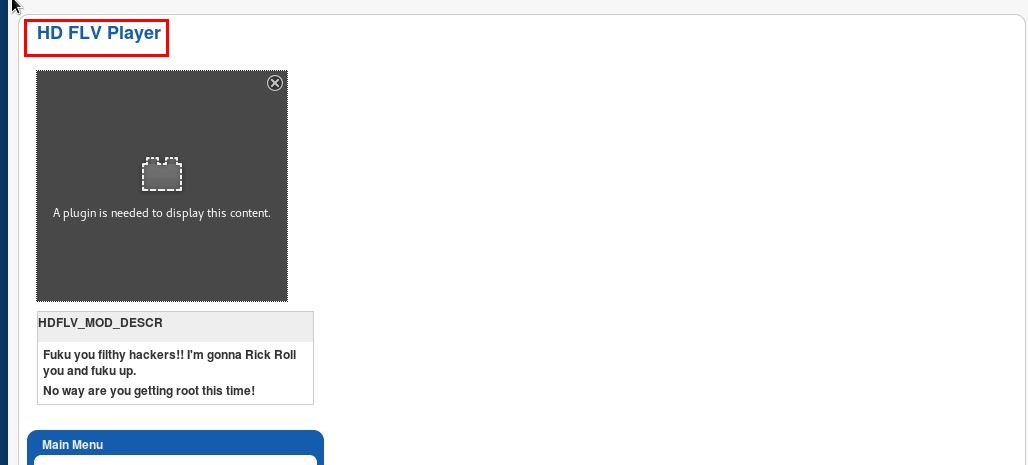 HD FLV Player
A plugin is needed to display this content.
HDFLV_MOD_DESCR
Fuku you filthy hackers!! I'm gonna Rick Roll
you and fuku up.
No way are you getting root this time!
Main Menu